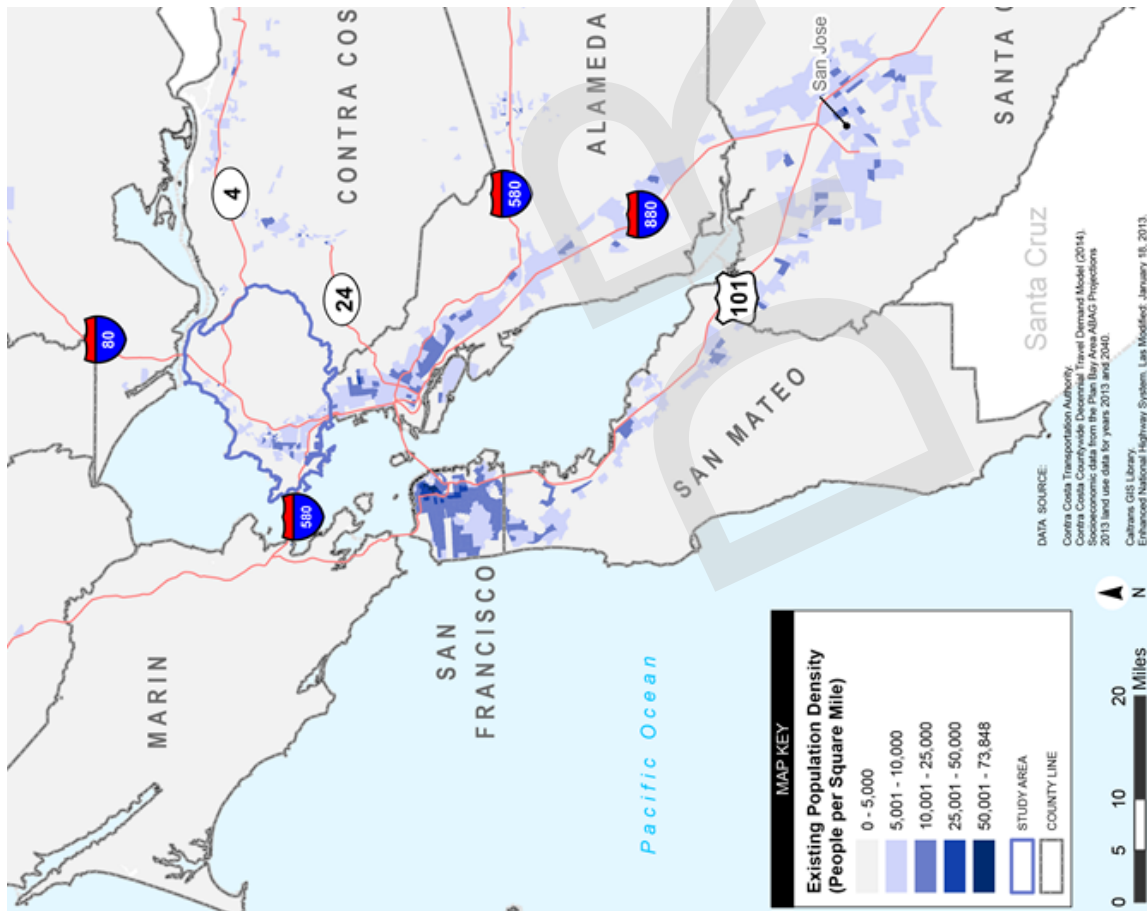 80
4
CONTRA COS
24
580
MARIN
580
ALAMEDA
880
SAN
FRANCISCO
101
SAN MATEO
San Jose
SANTA C
Santa Cruz
Pacific Ocean
MAP KEY
Existing Population Density
(People per Square Mile)
0 - 5,000
5,001 - 10,000
10,001 - 25,000
25,001 - 50,000
50,001 - 73,848
STUDY AREA
COUNTY LINE
0 5 10 20
Miles
N
DATA SOURCE:
Contra Costa Transportation Authority.
Contra Costa Countywide Decennial Travel Demand Model (2014).
Socioeconomic data from the Plan Bay Area ABAG Projections
2013 land use data for years 2013 and 2040.
Caltrans GIS Library.
Enhanced National Highway System. Las Modified: January 18, 2013.